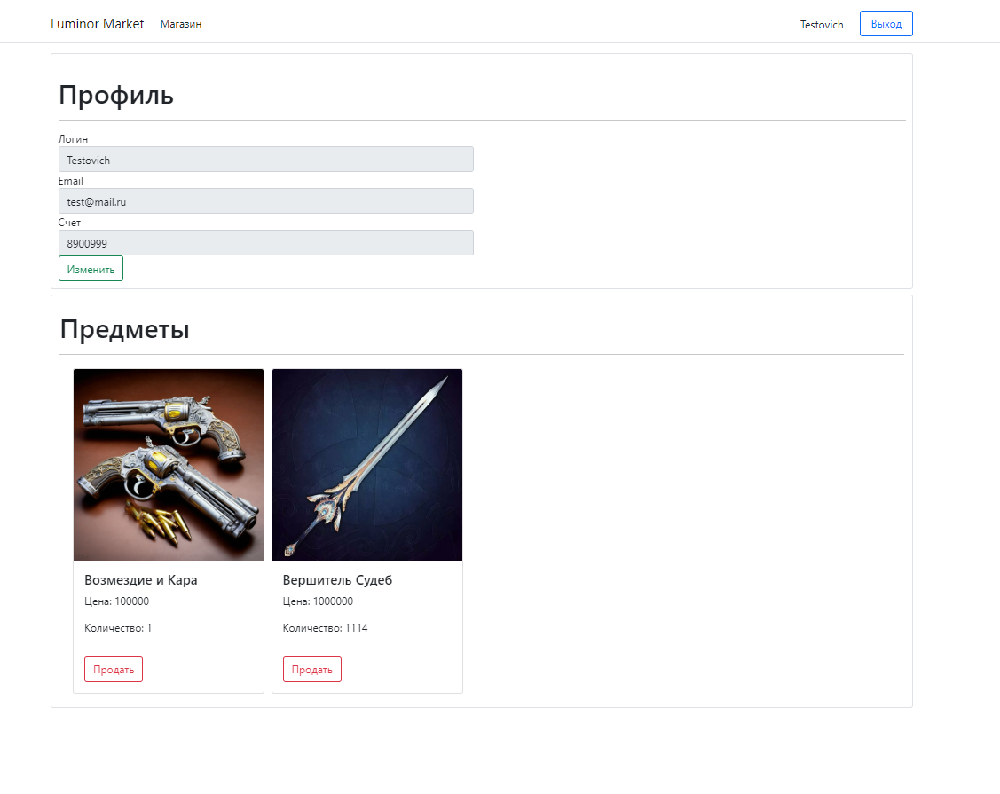 Luminor Market Магазин Testovich Выход
Профиль
Логин
Testovich
Email
test@mail.ru
Счет
8900999
Изменить
Предметы
Возмездие и Кара
Цена: 100000
Количество: 1
Продать
Вершитель Судеб
Цена: 1000000
Количество: 1114
Продать